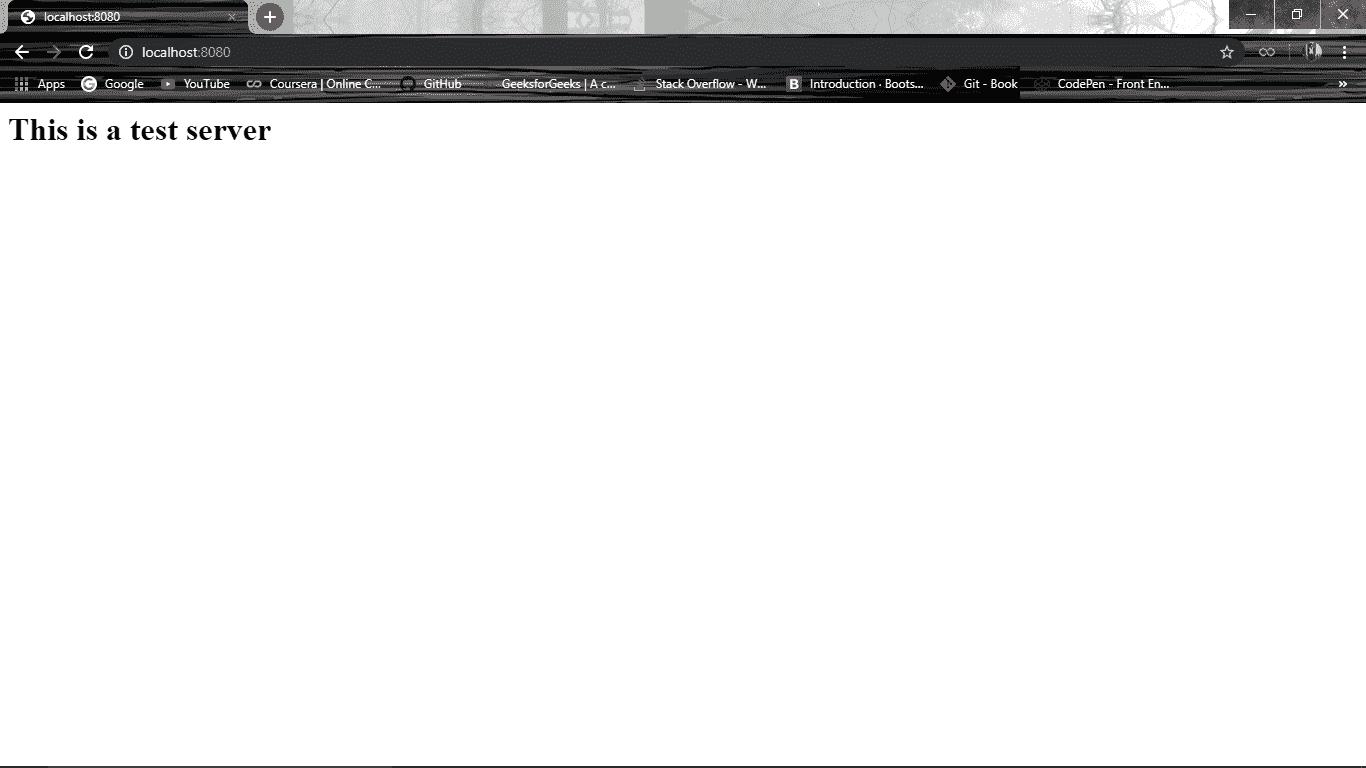 localhost:8080
localhost:8080
Apps Google YouTube Coursera | Online C... GitHub GeeksforGeeks | A c... Stack Overflow - W... B Introduction · Boots... Git - Book CodePen - Front En... »
This is a test server